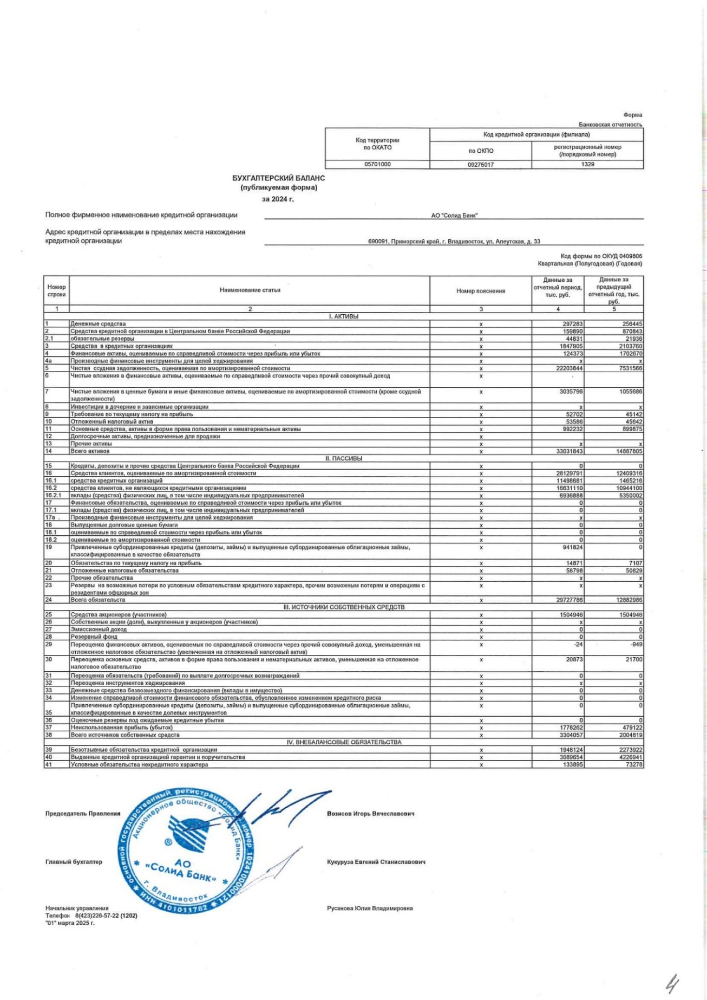 Форма
Банковская отчетность
Код территории
по ОКАТО
Код кредитной организации (филиала)
по ОКПО
регистрационный номер
(/порядковый номер)
05701000 09275017 1329
БУХГАЛТЕРСКИЙ БАЛАНС
(публикуемая форма)
за 2024 г.
Полное фирменное наименование кредитной организации АО "Солид Банк"
Адрес кредитной организации в пределах места нахождения
кредитной организации 690091, Приморский край, г. Владивосток, ул. Алеутская, д. 33
Код формы по ОКУД 0409806
Квартальная (Полугодовая) (Годовая)
Номер
строки
Наименование статьи
Номер пояснения
Данные за
отчетный период,
тыс. руб.
Данные за
предыдущий
отчетный год, тыс.
руб.
1 2 3 4 5
I. АКТИВЫ
1 Денежные средства x 297283 256445
2 Средства кредитной организации в Центральном банке Российской Федерации x 159890 870843
2.1 обязательные резервы x 44831 21936
3 Средства в кредитных организациях x 1847905 2103760
4 Финансовые активы, оцениваемые по справедливой стоимости через прибыль или убыток x 124373 1702670
4а Производные финансовые инструменты для целей хеджирования x x x
5 Чистая ссудная задолженность, оцениваемая по амортизированной стоимости x 22203844 7531566
6 Чистые вложения в финансовые активы, оцениваемые по справедливой стоимости через прочий совокупный доход x
7 Чистые вложения в ценные бумаги и иные финансовые активы, оцениваемые по амортизированной стоимости (кроме ссудной x 3035796 1055686
задолженности)
8 Инвестиции в дочерние и зависимые организации x x x
9 Требование по текущему налогу на прибыль x 52702 45142
10 Отложенный налоговый актив x 53586 45642
11 Основные средства, активы в форме права пользования и нематериальные активы x 992232 899875
12 Долгосрочные активы, предназначенные для продажи x
13 Прочие активы x x x
14 Всего активов x 33031843 14887805
II. ПАССИВЫ
15 Кредиты, депозиты и прочие средства Центрального банка Российской Федерации x 0 0
16 Средства клиентов, оцениваемые по амортизированной стоимости x 28129791 12409316
16.1 средства кредитных организаций x 11498681 1465216
16.2 средства клиентов, не являющихся кредитными организациями x 16631110 10944100
16.2.1 вклады (средства) физических лиц, в том числе индивидуальных предпринимателей x 6936888 5350002
17 Финансовые обязательства, оцениваемые по справедливой стоимости через прибыль или убыток x 0 0
17.1 вклады (средства) физических лиц, в том числе индивидуальных предпринимателей x 0 0
17а Производные финансовые инструменты для целей хеджирования x x x
18 Выпущенные долговые ценные бумаги x 0 0
18.1 оцениваемые по справедливой стоимости через прибыль или убыток x 0 0
18.2 оцениваемые по амортизированной стоимости x 0 0
19 Привлеченные субординированные кредиты (депозиты, займы) и выпущенные субординированные облигационные займы, x 941824 0
классифицированные в качестве обязательств
20 Обязательства по текущему налогу на прибыль x 14871 7107
21 Отложенные налоговые обязательства x 58798 50829
22 Прочие обязательства x x x
23 Резервы на возможные потери по условным обязательствам кредитного характера, прочим возможным потерям и операциям с x x x
резидентами офшорных зон
24 Всего обязательств x 29727786 12882986
III. ИСТОЧНИКИ СОБСТВЕННЫХ СРЕДСТВ
25 Средства акционеров (участников) x 1504946 1504946
26 Собственные акции (доли), выкупленные у акционеров (участников) x x x
27 Эмиссионный доход x 0 0
28 Резервный фонд x 0 0
29 Переоценка финансовых активов, оцениваемых по справедливой стоимости через прочий совокупный доход, уменьшенная на x -24 -949
отложенное налоговое обязательство (увеличенная на отложенный налоговый актив)
30 Переоценка основных средств, активов в форме права пользования и нематериальных активов, уменьшенная на отложенное x 20873 21700
налоговое обязательство
31 Переоценка обязательств (требований) по выплате долгосрочных вознаграждений x 0 0
32 Переоценка инструментов хеджирования x x x
33 Денежные средства безвозмездного финансирования (вклады в имущество) x 0 0
34 Изменение справедливой стоимости финансового обязательства, обусловленное изменением кредитного риска x 0 0
Привлеченные субординированные кредиты (депозиты, займы) и выпущенные субординированные облигационные займы, x 0 0
35 классифицированные в качестве долевых инструментов
36 Оценочные резервы под ожидаемые кредитные убытки x 0 0
37 Неиспользованная прибыль (убыток) x 1778262 479122
38 Всего источников собственных средств x 3304057 2004819
IV. ВНЕБАЛАНСОВЫЕ ОБЯЗАТЕЛЬСТВА
39 Безотзывные обязательства кредитной организации x 1948124 2273922
40 Выданные кредитной организацией гарантии и поручительства x 3089654 4226941
41 Условные обязательства некредитного характера x 133895 73278
Председатель Правления Возисов Игорь Вячеславович
основной государственный регистрационный номер 1024100000121 * ИНН 4101011782 *
Акционерное общество «Солид Банк»
®
АО
«Солид Банк»
г. Владивосток
Главный бухгалтер Кукуруза Евгений Станиславович
Начальник управления Русанова Юлия Владимировна
Телефон 8(423)226-57-22 (1202)
"01" марта 2025 г.
4